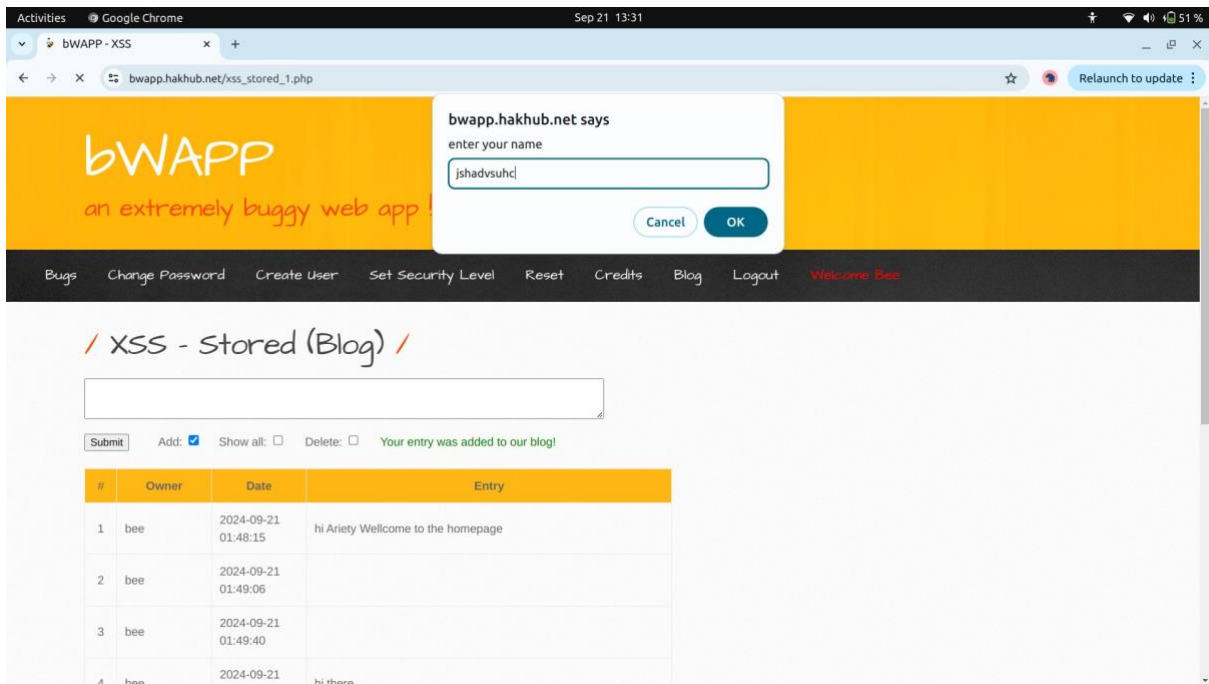 Activities Google Chrome Sep 21 13:31 51 %
bWAPP - XSS
bwapp.hakhub.net/xss_stored_1.php Relaunch to update
bwapp.hakhub.net says
enter your name
jshadvsuhc
Cancel OK
bWAPP
an extremely buggy web app !
Bugs Change Password Create User Set Security Level Reset Credits Blog Logout Welcome Bee
/ XSS - Stored (Blog) /
Submit Add: Show all: Delete: Your entry was added to our blog!
# Owner Date Entry
1 bee 2024-09-21 01:48:15 hi Ariety Wellcome to the homepage
2 bee 2024-09-21 01:49:06
3 bee 2024-09-21 01:49:40
4 bee 2024-09-21 hi there